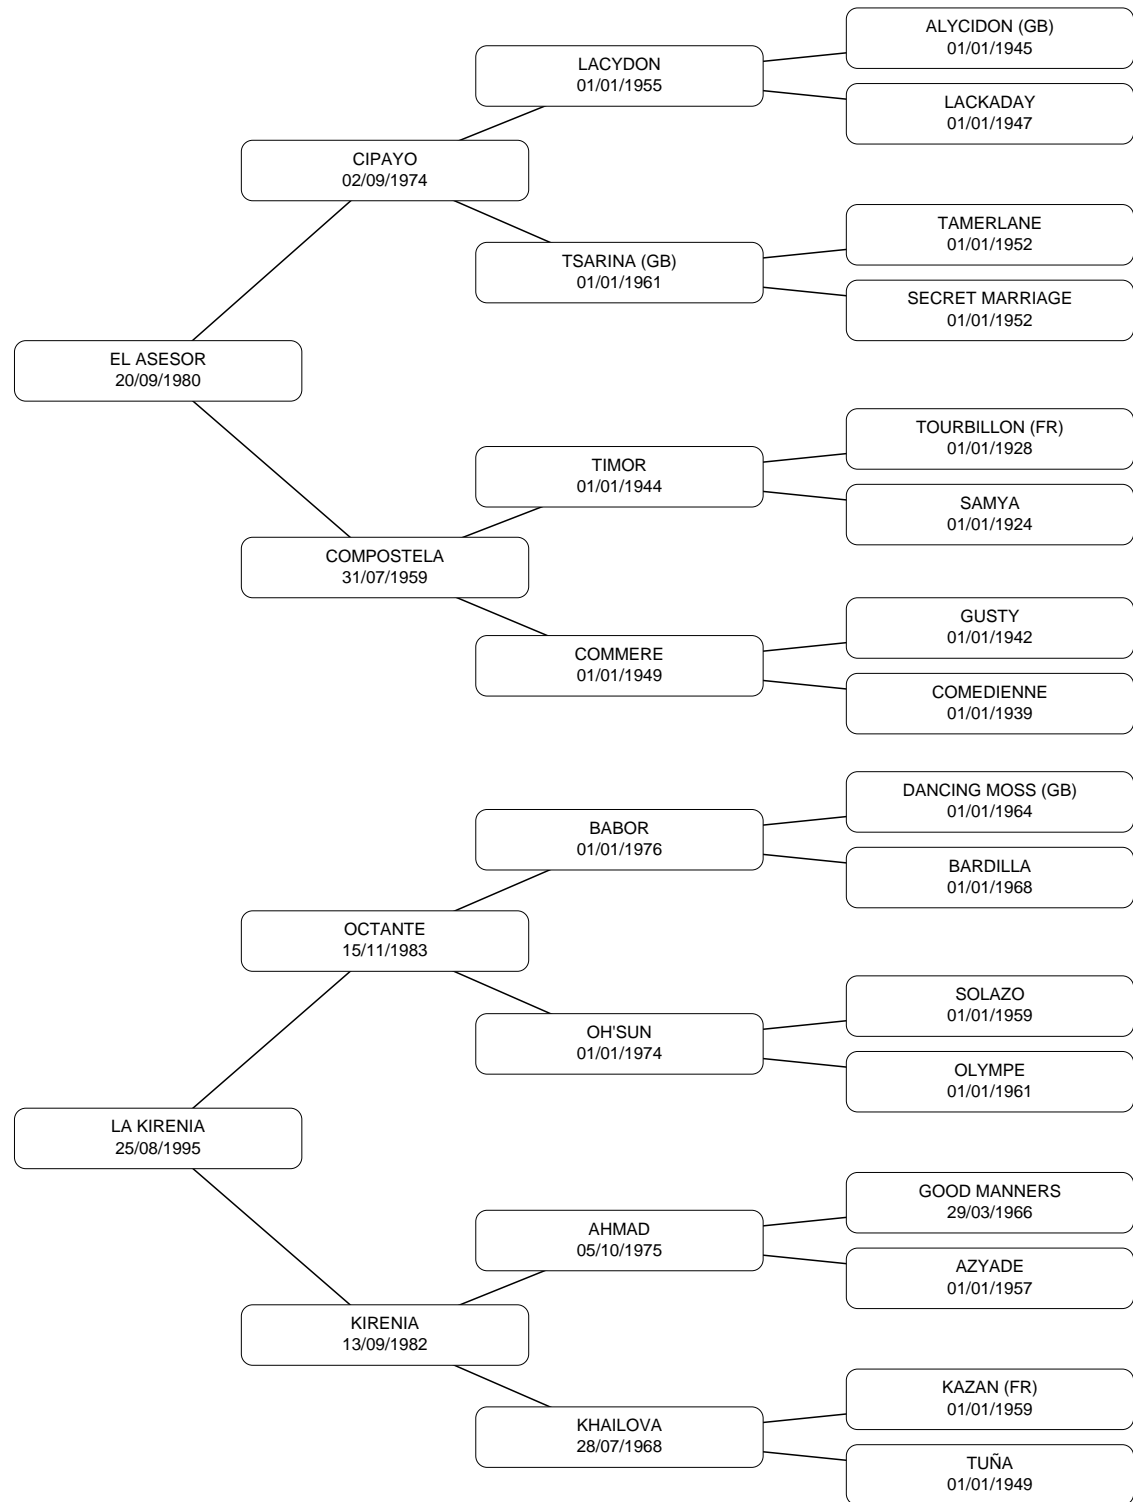 ALYCIDON (GB)
01/01/1945
LACYDON
01/01/1955
LACKADAY
01/01/1947
CIPAYO
02/09/1974
TAMERLANE
01/01/1952
TSARINA (GB)
01/01/1961
SECRET MARRIAGE
01/01/1952
EL ASESOR
20/09/1980
TOURBILLON (FR)
01/01/1928
TIMOR
01/01/1944
SAMYA
01/01/1924
COMPOSTELA
31/07/1959
GUSTY
01/01/1942
COMMERE
01/01/1949
COMEDIENNE
01/01/1939
DANCING MOSS (GB)
01/01/1964
BABOR
01/01/1976
BARDILLA
01/01/1968
OCTANTE
15/11/1983
SOLAZO
01/01/1959
OH'SUN
01/01/1974
OLYMPE
01/01/1961
LA KIRENIA
25/08/1995
GOOD MANNERS
29/03/1966
AHMAD
05/10/1975
AZYADE
01/01/1957
KIRENIA
13/09/1982
KAZAN (FR)
01/01/1959
KHAILOVA
28/07/1968
TUÑA
01/01/1949